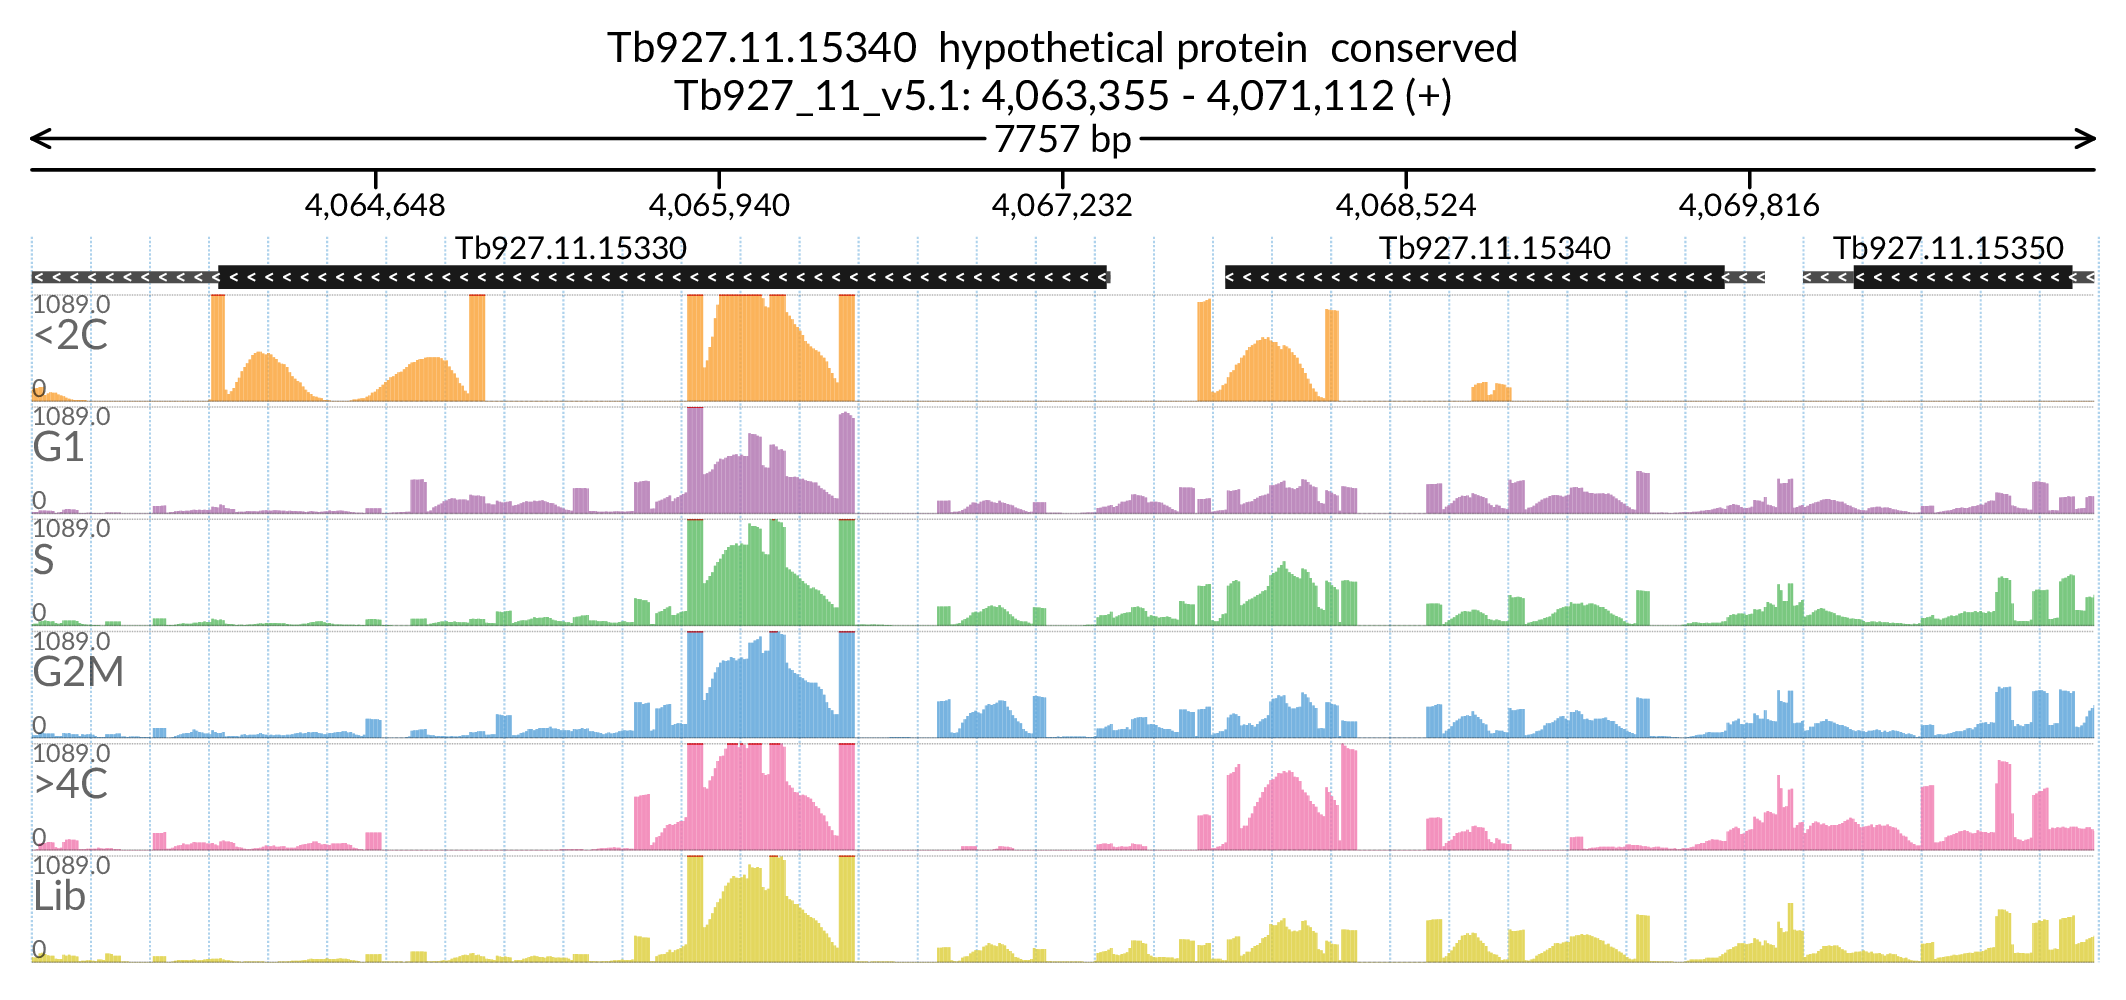 Tb927.11.15340 hypothetical protein conserved
Tb927_11_v5.1: 4,063,355 - 4,071,112 (+)
7757 bp
4,064,648 4,065,940 4,067,232 4,068,524 4,069,816
Tb927.11.15330 Tb927.11.15340 Tb927.11.15350
1089.0
<2C
0
1089.0
G1
0
1089.0
S
0
1089.0
G2M
0
1089.0
>4C
0
1089.0
Lib
0